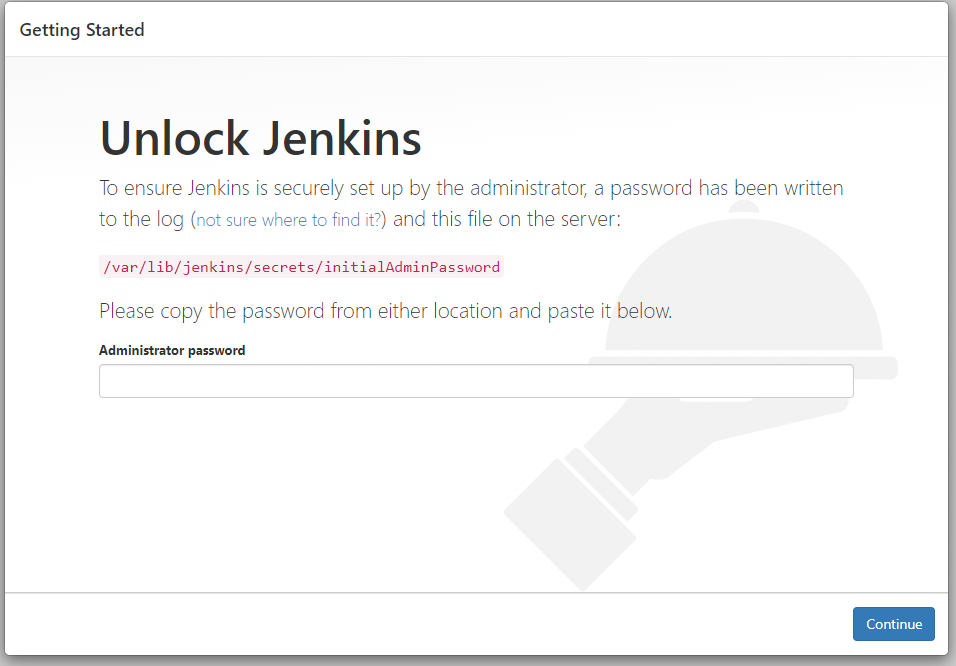 Getting Started
Unlock Jenkins
To ensure Jenkins is securely set up by the administrator, a password has been written
to the log (not sure where to find it?) and this file on the server:
/var/lib/jenkins/secrets/initialAdminPassword
Please copy the password from either location and paste it below.
Administrator password
Continue